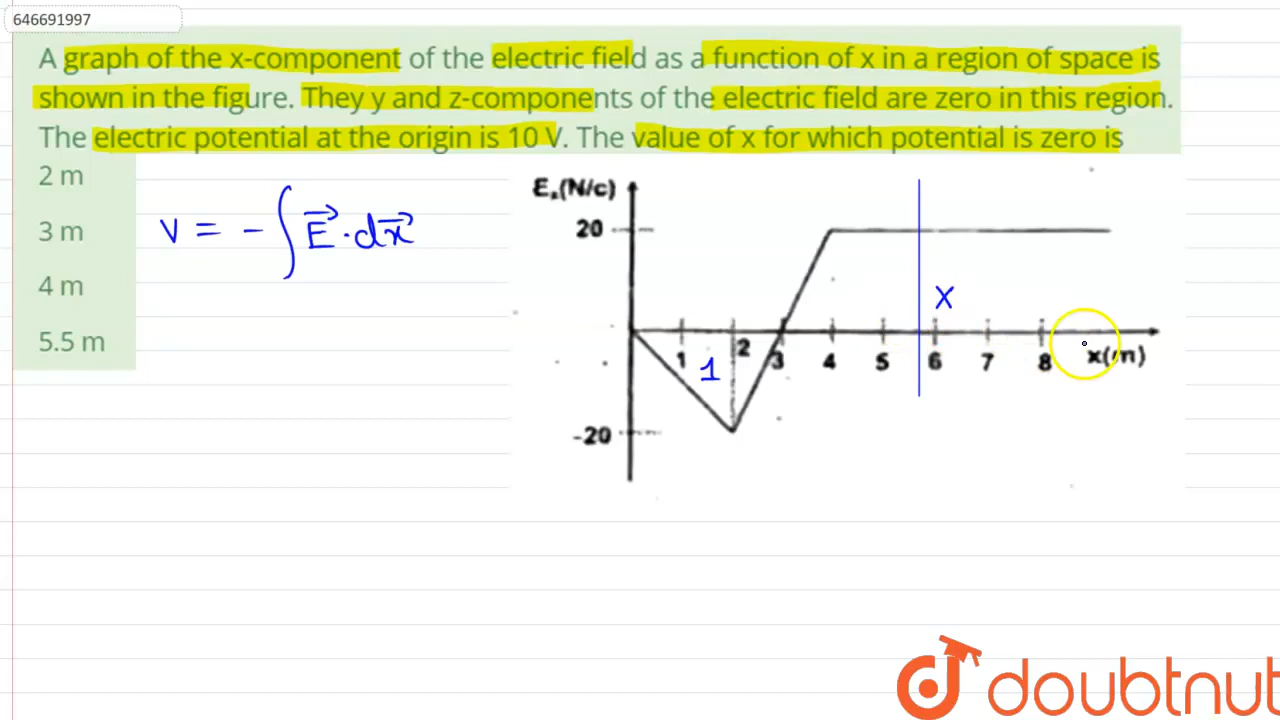 646691997
A graph of the x-component of the electric field as a function of x in a region of space is
shown in the figure. They y and z-components of the electric field are zero in this region.
The electric potential at the origin is 10 V. The value of x for which potential is zero is
2 m
3 m
4 m
5.5 m
V = - ∫ E⃗ · dx⃗
Eₓ(N/c)
20
-20
1 2 3 4 5 6 7 8 x(m)
1
x
doubtnut